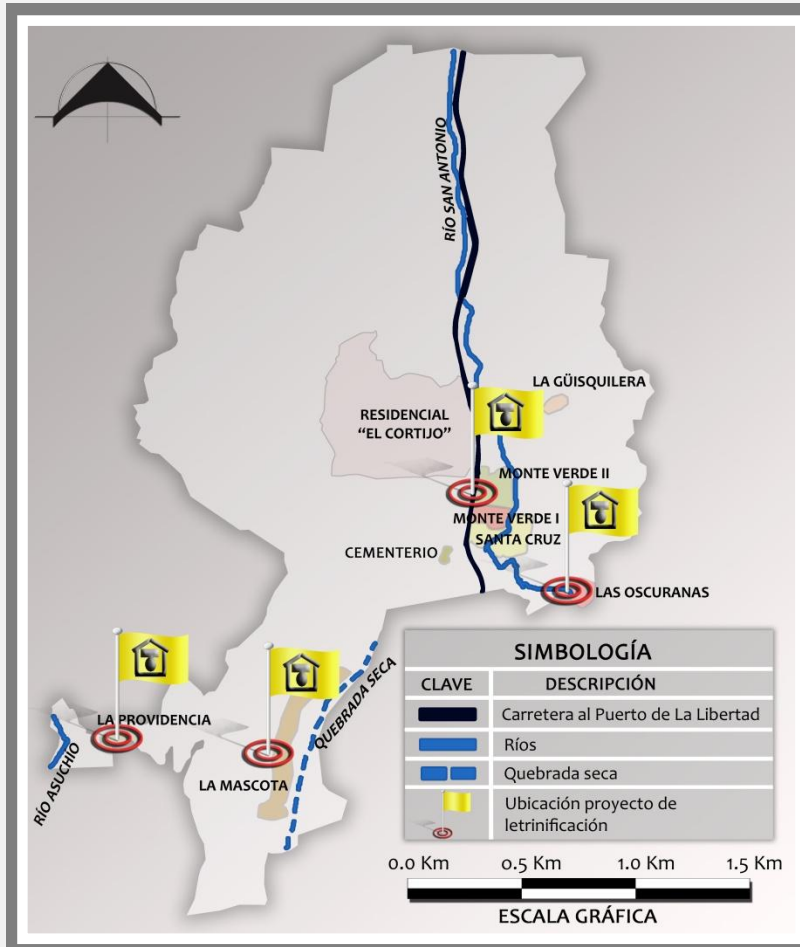 RÍO SAN ANTONIO
LA GÜISQUILERA
RESIDENCIAL
"EL CORTIJO"
MONTE VERDE II
MONTE VERDE I
SANTA CRUZ
CEMENTERIO
LAS OSCURANAS
QUEBRADA SECA
LA PROVIDENCIA
LA MASCOTA
RÍO ASUCHIO
SIMBOLOGÍA
CLAVE DESCRIPCIÓN
Carretera al Puerto de La Libertad
Ríos
Quebrada seca
Ubicación proyecto de
letrinificación
0.0 Km 0.5 Km 1.0 Km 1.5 Km
ESCALA GRÁFICA